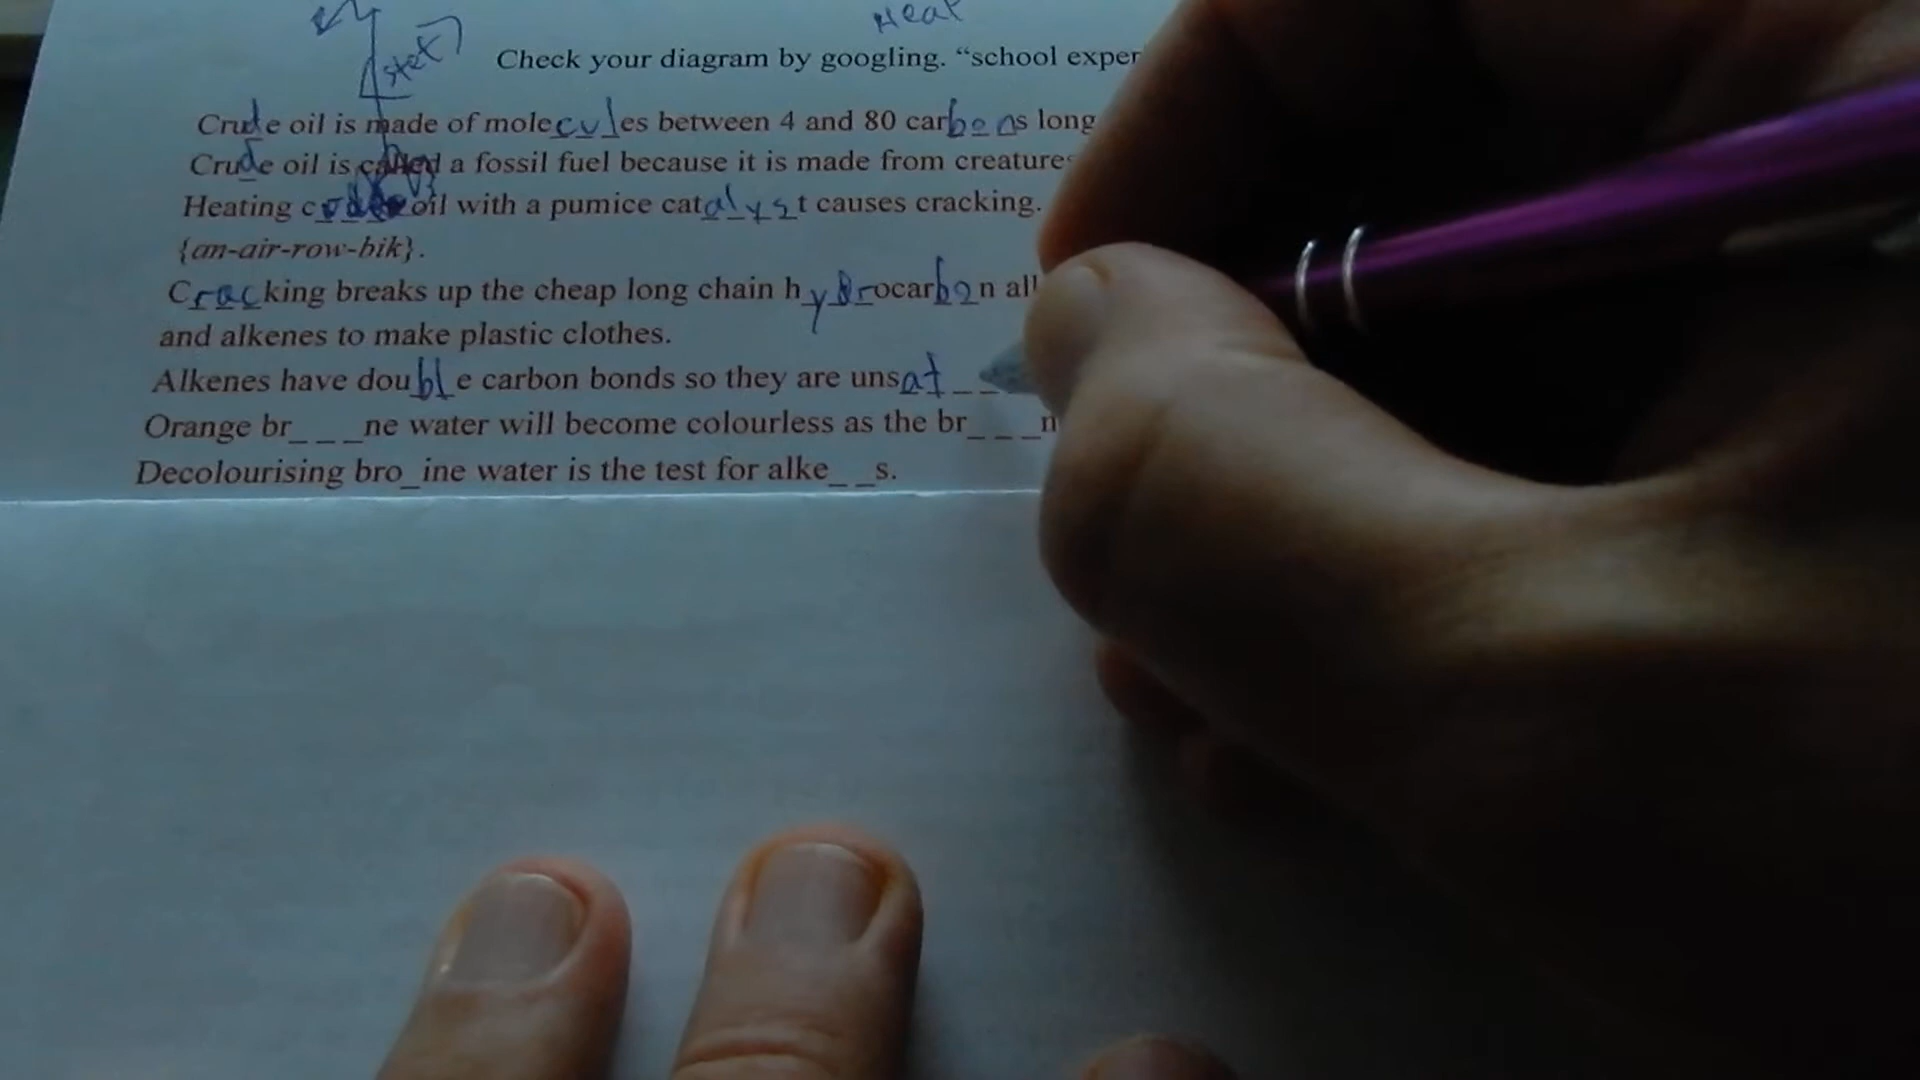 Heat
Check your diagram by googling. “school exper
Crude oil is made of molecules between 4 and 80 carbons long
Crude oil is called a fossil fuel because it is made from creatures
Heating oil with a pumice catalyst causes cracking.
{an-air-row-bik}.
Cracking breaks up the cheap long chain hydrocarbon all
and alkenes to make plastic clothes.
Alkenes have double carbon bonds so they are unsat_ _
Orange br_ _ _ne water will become colourless as the br_ _ _n
Decolourising bro_ine water is the test for alke_ _s.